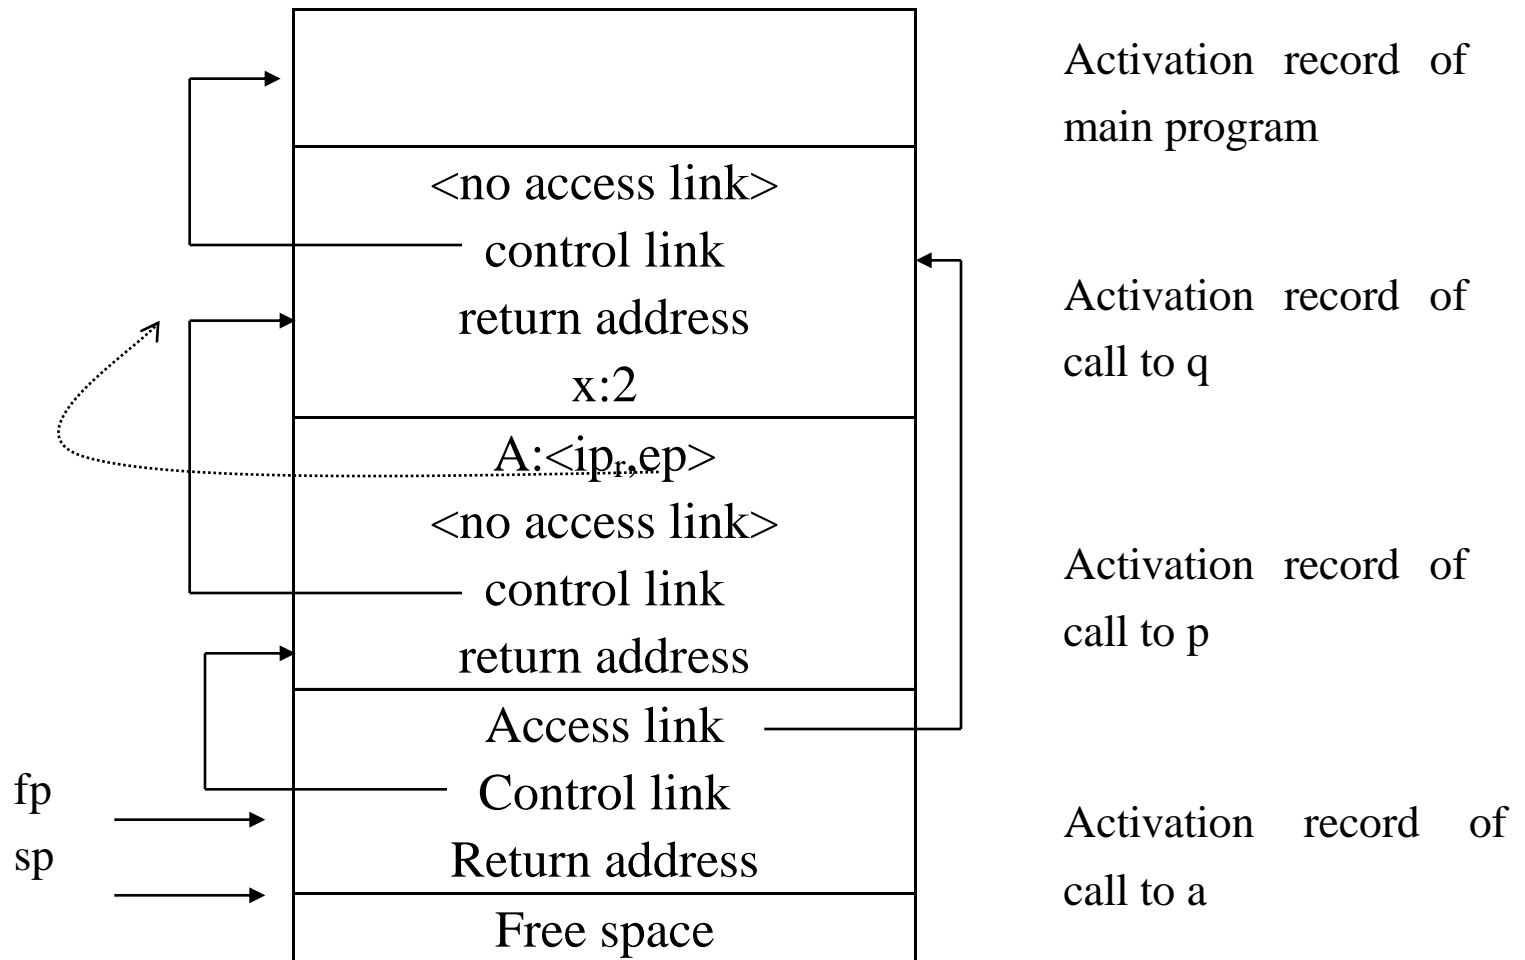 Activation record of
main program
<no access link>
control link
return address
x:2
Activation record of
call to q
A:<ipr,ep>
<no access link>
control link
return address
Activation record of
call to p
Access link
Control link
Return address
fp
sp
Activation record of
call to a
Free space